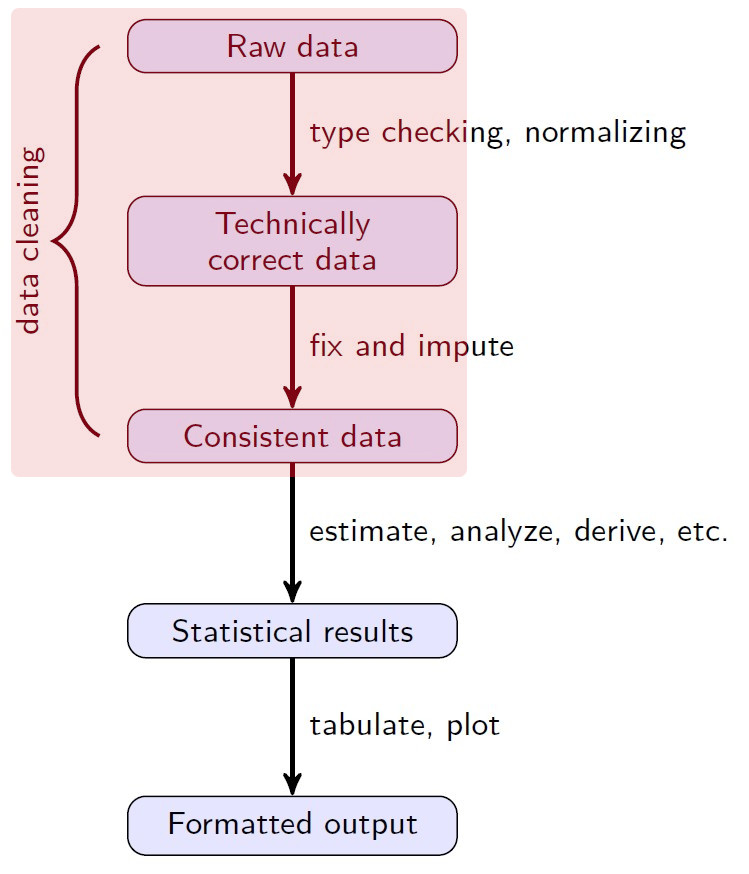 Raw data
type checking, normalizing
data cleaning
Technically
correct data
fix and impute
Consistent data
estimate, analyze, derive, etc.
Statistical results
tabulate, plot
Formatted output